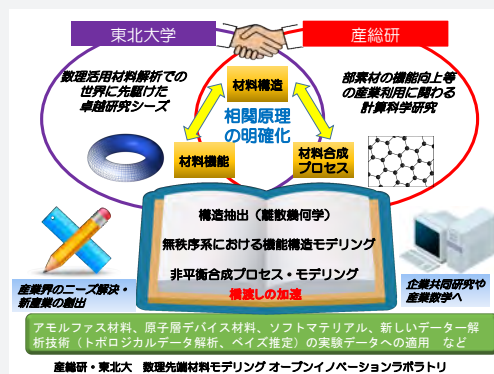 東北大学
産総研
数理活用材料解析での
世界に先駆けた
卓越研究シーズ
部素材の機能向上等
の産業利用に関わる
計算科学研究
材料構造
相関原理
の明確化
材料機能
材料合成
プロセス
構造抽出（離散幾何学）
無秩序系における機能構造モデリング
非平衡合成プロセス・モデリング
橋渡しの加速
産業界のニーズ解決・
新産業の創出
企業共同研究や
産業数学へ
アモルファス材料、原子層デバイス材料、ソフトマテリアル、新しいデーター解
析技術（トポロジカルデータ解析、ベイズ推定）の実験データへの適用　など
産総研・東北大　数理先端材料モデリング オープンイノベーションラボラトリ